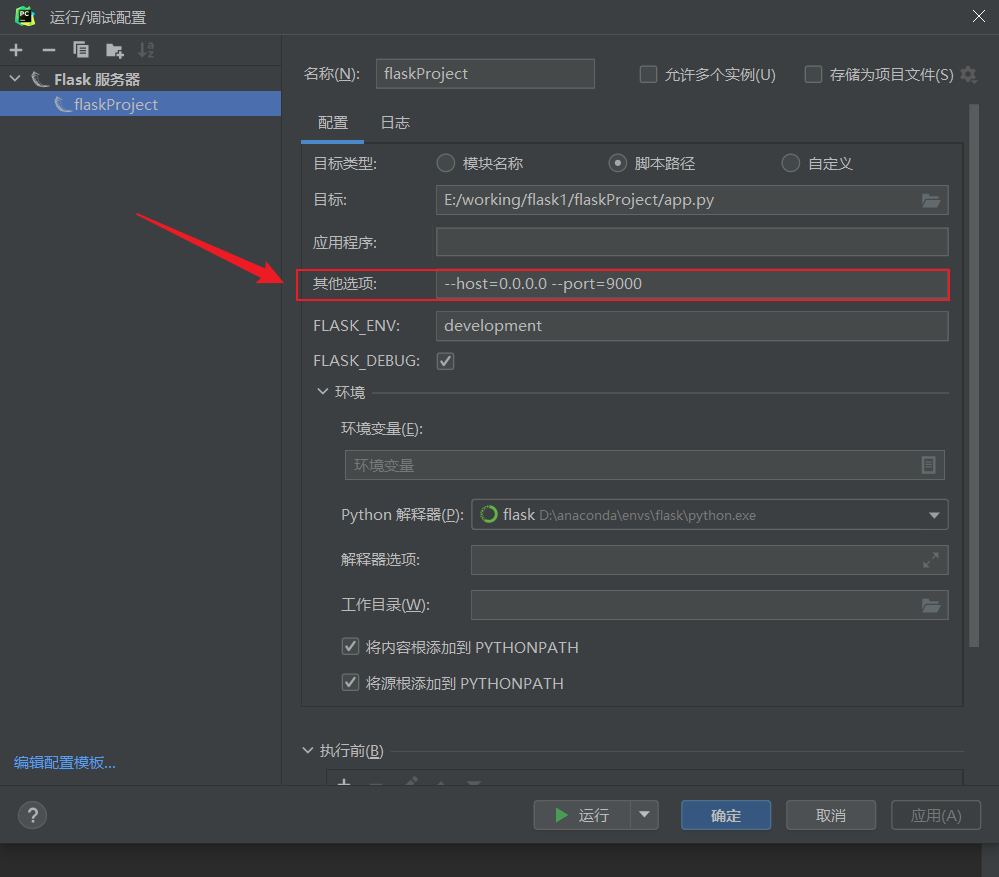 运行/调试配置
Flask 服务器
flaskProject
名称(N): flaskProject 允许多个实例(U) 存储为项目文件(S)
配置 日志
目标类型: 模块名称 脚本路径 自定义
目标: E:/working/flask1/flaskProject/app.py
应用程序:
其他选项: --host=0.0.0.0 --port=9000
FLASK_ENV: development
FLASK_DEBUG:
环境
环境变量(E):
环境变量
Python 解释器(P): flask D:\anaconda\envs\flask\python.exe
解释器选项:
工作目录(W):
将内容根添加到 PYTHONPATH
将源根添加到 PYTHONPATH
执行前(B)
编辑配置模板...
? 运行 确定 取消 应用(A)